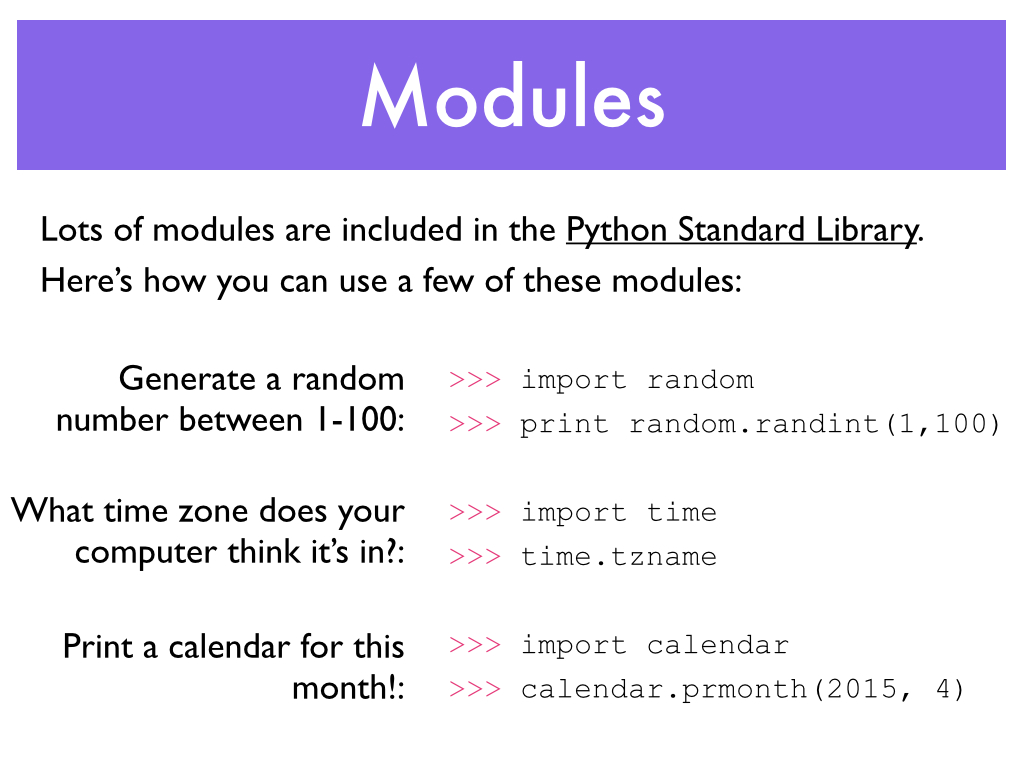 Modules
Lots of modules are included in the Python Standard Library.
Here’s how you can use a few of these modules:
Generate a random
number between 1-100:
>>> import random
>>> print random.randint(1,100)
What time zone does your
computer think it’s in?:
>>> import time
>>> time.tzname
Print a calendar for this
month!:
>>> import calendar
>>> calendar.prmonth(2015, 4)